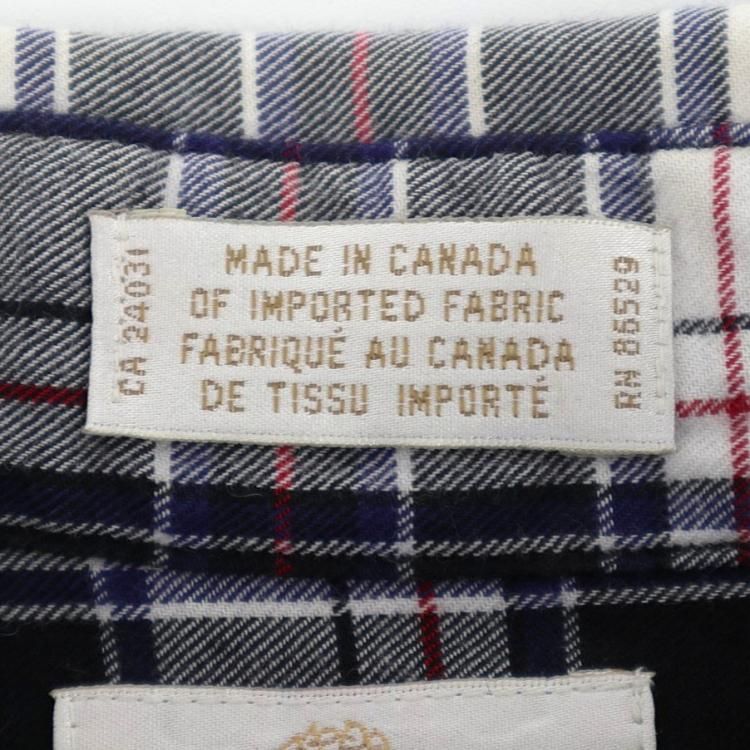 MADE IN CANADA
OF IMPORTED FABRIC
FABRIQUÉ AU CANADA
DE TISSU IMPORTÉ
CA 24031
RN 85529